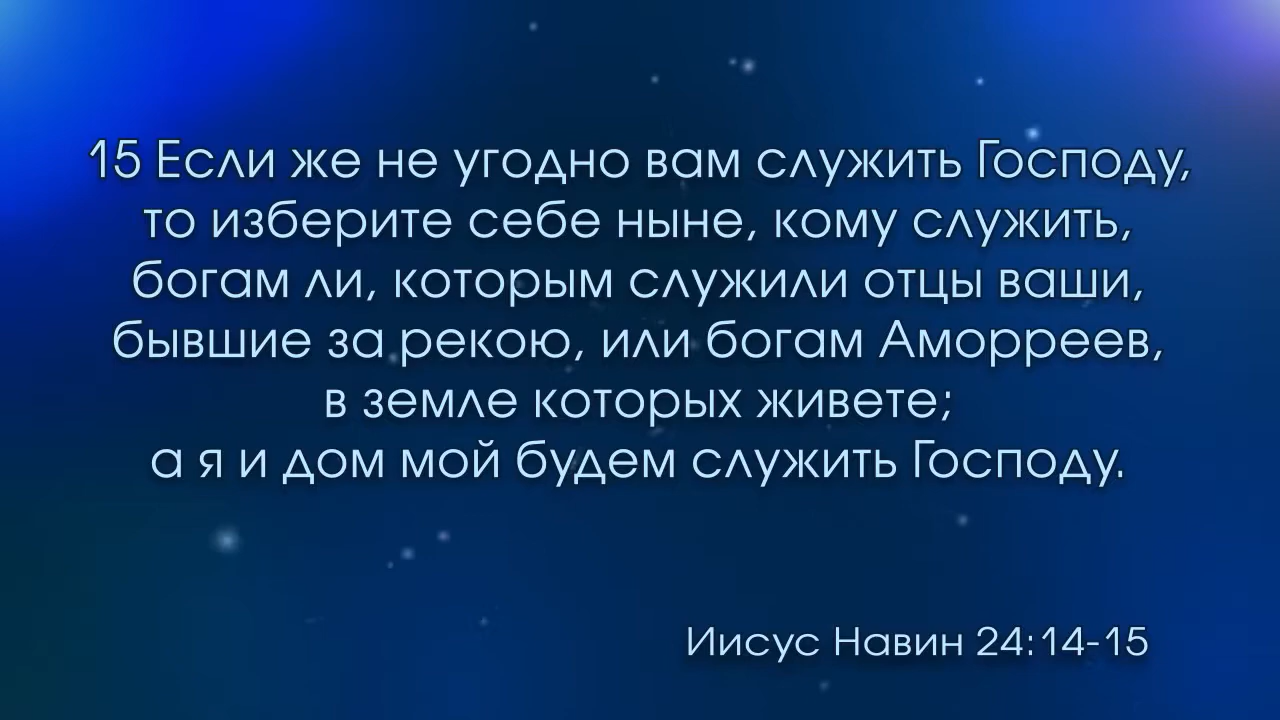 15 Если же не угодно вам служить Господу,
то изберите себе ныне, кому служить,
богам ли, которым служили отцы ваши,
бывшие за рекою, или богам Аморреев,
в земле которых живете;
а я и дом мой будем служить Господу.
Иисус Навин 24:14-15